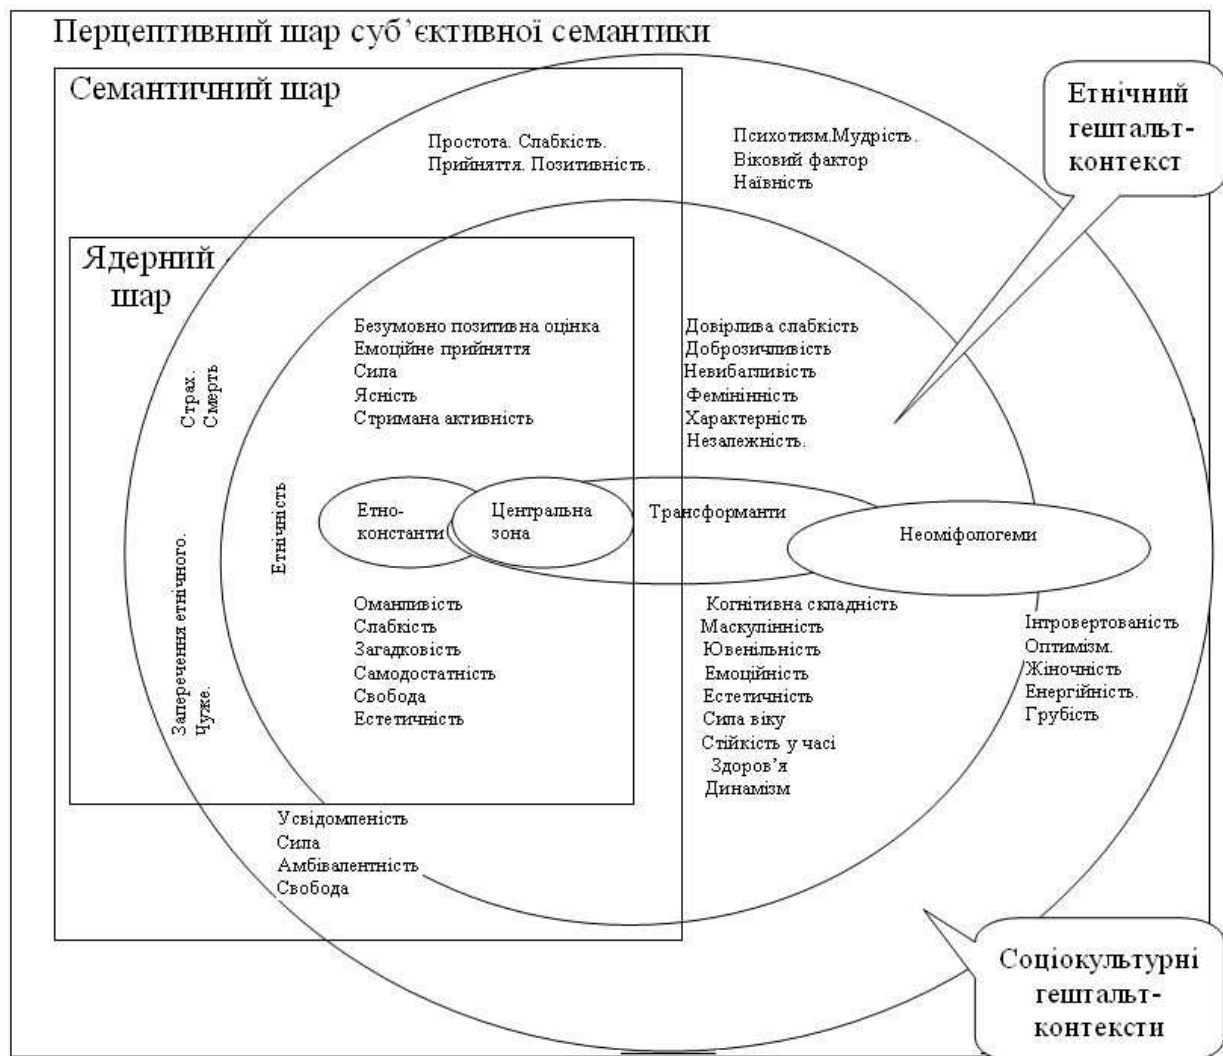 Перцептивний шар суб’єктивної семантики
Семантичний шар
Етнічний
гештальт-
контекст
Простота. Слабкість.
Прийняття. Позитивність.
Психотизм.Мудрість.
Віковий фактор
Наївність
Ядерний
шар
Безумовно позитивна оцінка
Емоційне прийняття
Сила
Ясність
Стримана активність
Довірлива слабкість
Доброзичливість
Невибагливість
Фемінінність
Характерність
Незалежність.
Страх.
Смерть
Етнічність
Етно-
константи
Центральна
зона
Трансформанти
Неоміфологеми
Заперечення етнічного.
Чуже.
Оманливість
Слабкість
Загадковість
Самодостатність
Свобода
Естетичність
Когнітивна складність
Маскулінність
Ювенільність
Емоційність
Естетичність
Сила віку
Стійкість у часі
Здоров’я
Динамізм
Інтровертованість
Оптимізм.
Жіночність
Енергійність.
Грубість
Усвідомленість
Сила
Амбівалентність
Свобода
Соціокультурні
гештальт-
контексти